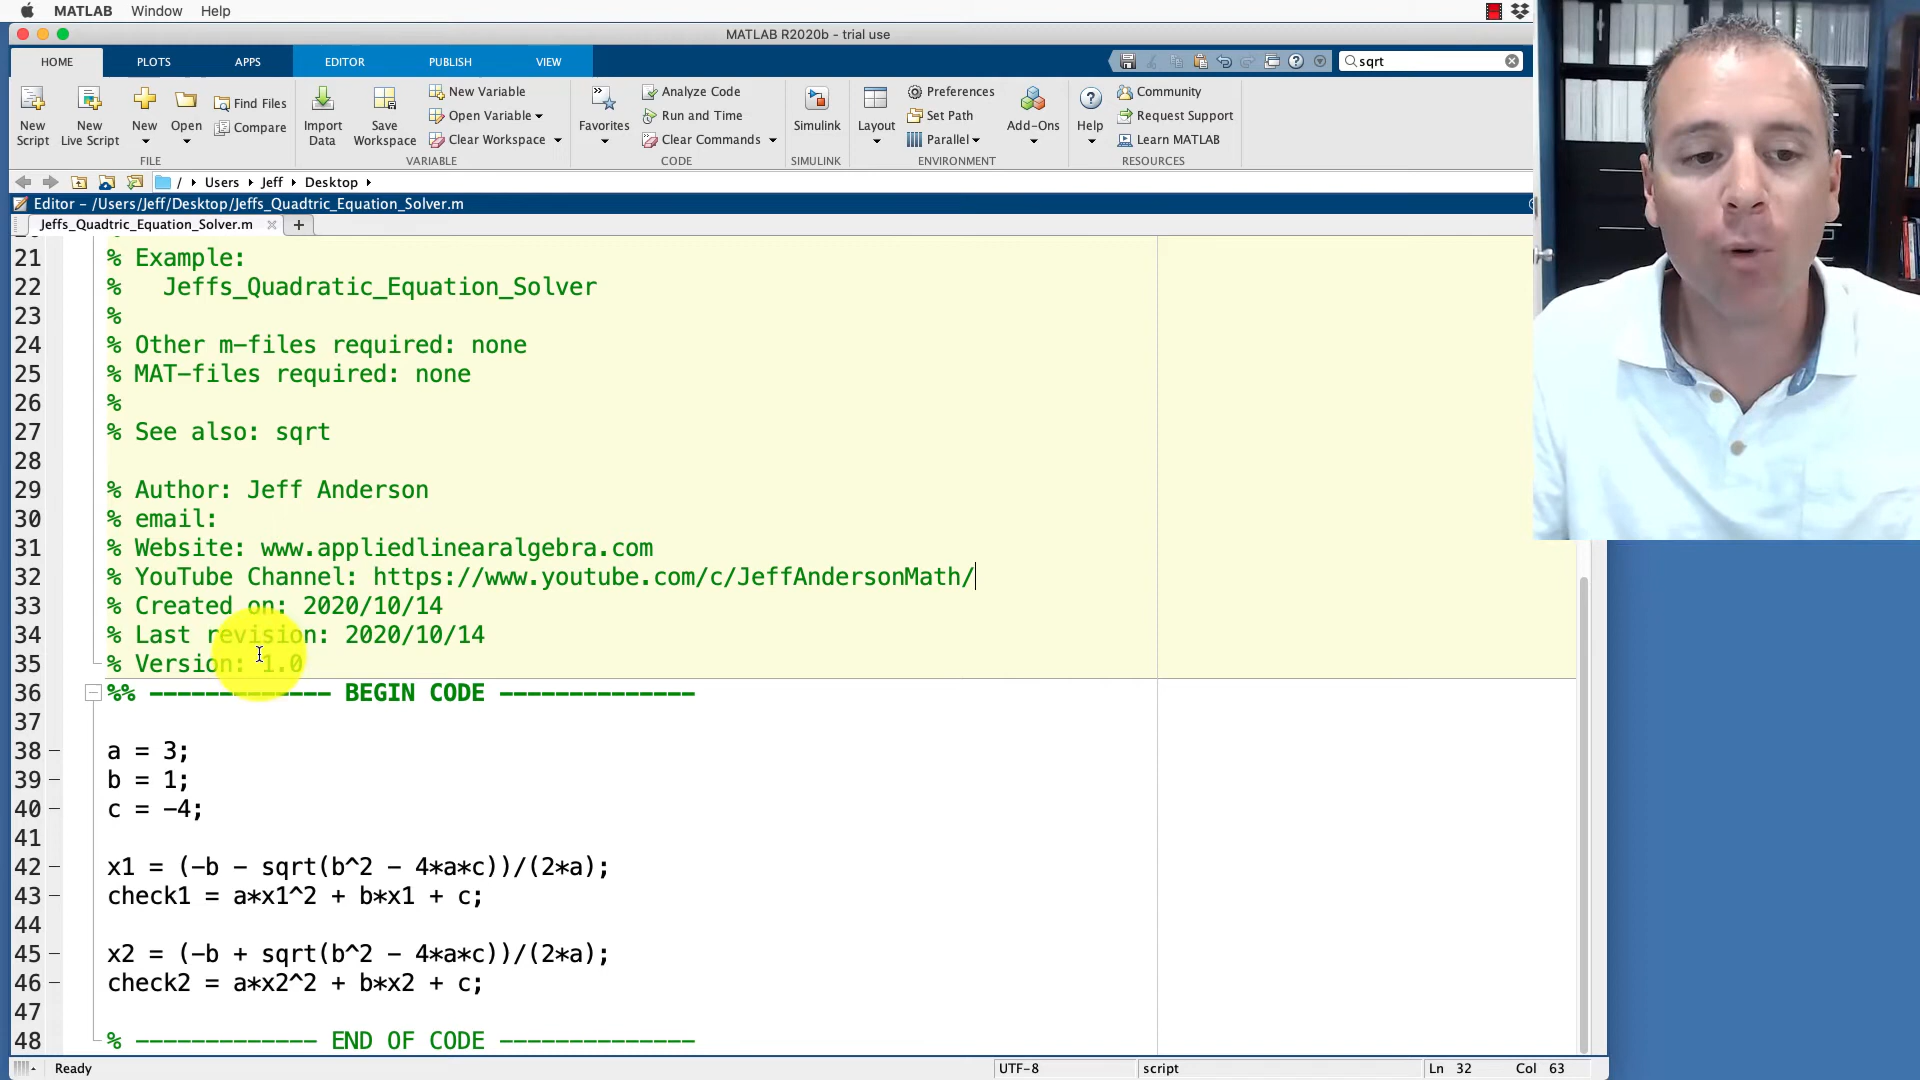 MATLAB Window Help
MATLAB R2020b - trial use
HOME PLOTS APPS EDITOR PUBLISH VIEW sqrt
New Script
New Live Script
New
Open
Find Files
Compare
FILE
Import Data
Save Workspace
New Variable
Open Variable
Clear Workspace
VARIABLE
Favorites
Analyze Code
Run and Time
Clear Commands
CODE
Simulink
SIMULINK
Layout
Preferences
Set Path
Parallel
ENVIRONMENT
Add-Ons
Help
Community
Request Support
Learn MATLAB
RESOURCES
/ Users Jeff Desktop
Editor - /Users/Jeff/Desktop/Jeffs_Quadtric_Equation_Solver.m
Jeffs_Quadtric_Equation_Solver.m
21 % Example:
22 % Jeffs_Quadratic_Equation_Solver
23 %
24 % Other m-files required: none
25 % MAT-files required: none
26 %
27 % See also: sqrt
28
29 % Author: Jeff Anderson
30 % email:
31 % Website: www.appliedlinearalgebra.com
32 % YouTube Channel: https://www.youtube.com/c/JeffAndersonMath/
33 % Created on: 2020/10/14
34 % Last revision: 2020/10/14
35 % Version: 1.0
36 %% ------------- BEGIN CODE --------------
37
38 a = 3;
39 b = 1;
40 c = -4;
41
42 x1 = (-b - sqrt(b^2 - 4*a*c))/(2*a);
43 check1 = a*x1^2 + b*x1 + c;
44
45 x2 = (-b + sqrt(b^2 - 4*a*c))/(2*a);
46 check2 = a*x2^2 + b*x2 + c;
47
48 % ------------- END OF CODE --------------
Ready UTF-8 script Ln 32 Col 63